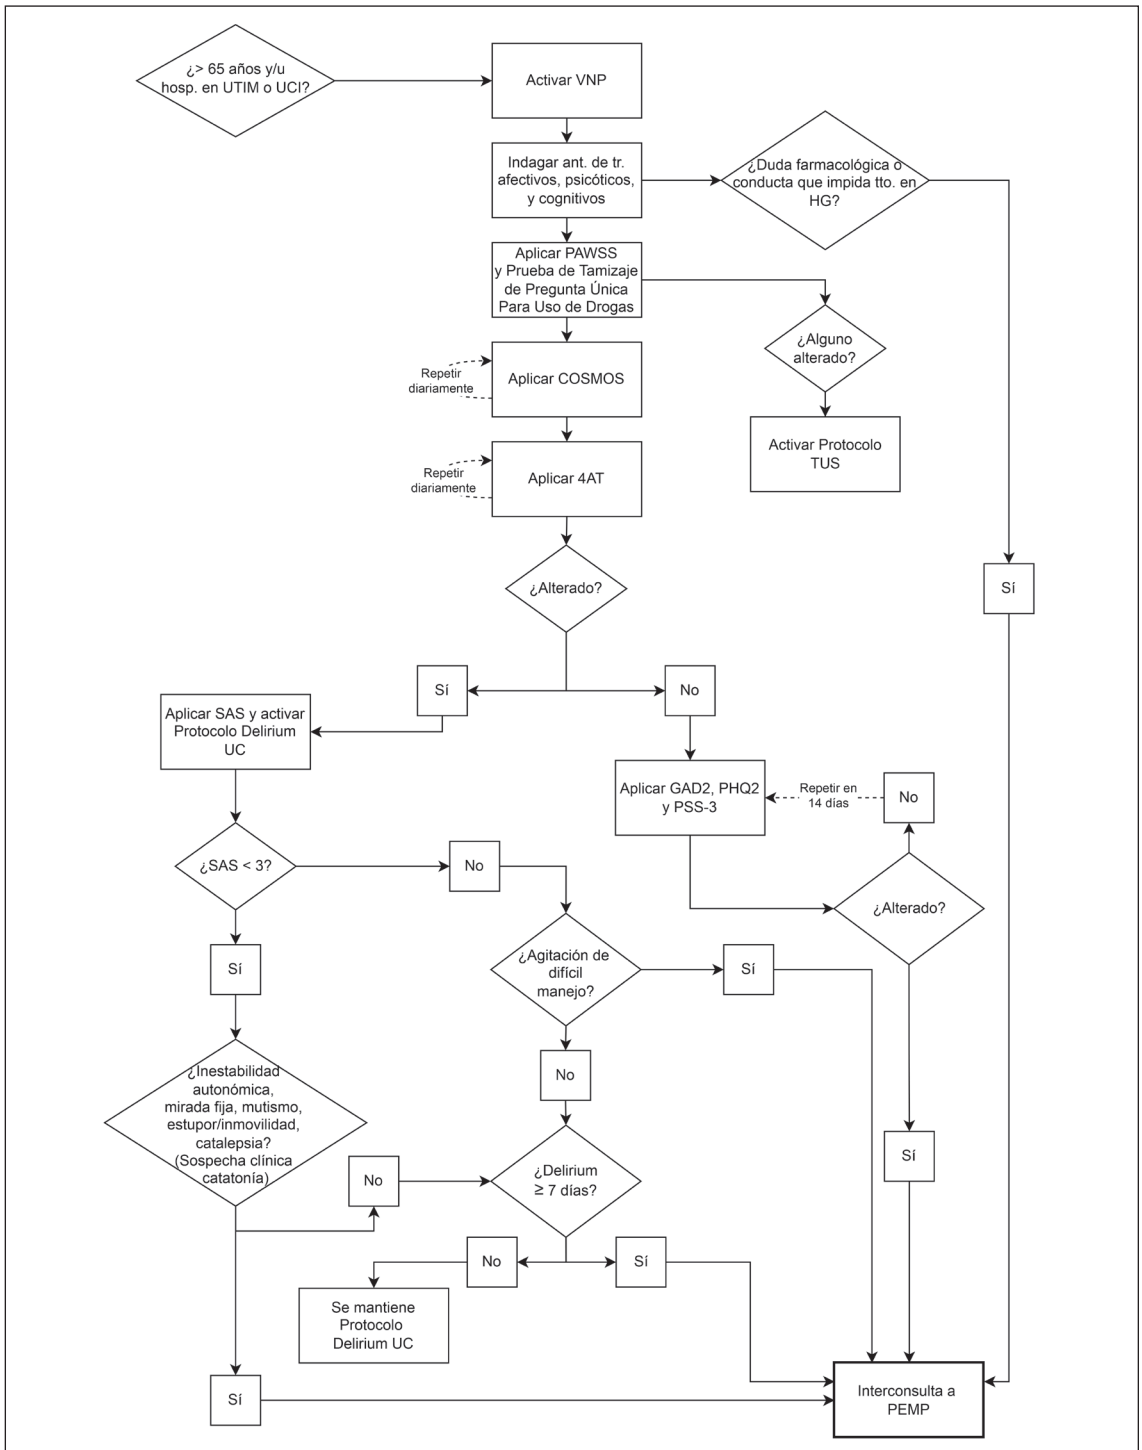 ¿> 65 años y/u
hosp. en UTIM o UCI?
Activar VNP
Indagar ant. de tr.
afectivos, psicóticos,
y cognitivos
¿Duda farmacológica o
conducta que impida tto. en
HG?
Aplicar PAWSS
y Prueba de Tamizaje
de Pregunta Única
Para Uso de Drogas
¿Alguno
alterado?
Repetir
diariamente
Aplicar COSMOS
Activar Protocolo
TUS
Repetir
diariamente
Aplicar 4AT
¿Alterado?
Sí
Sí
No
Aplicar SAS y activar
Protocolo Delirium
UC
Aplicar GAD2, PHQ2
y PSS-3
Repetir en
14 días
No
¿SAS < 3?
No
¿Alterado?
Sí
¿Agitación de
difícil
manejo?
Sí
No
¿Inestabilidad
autonómica,
mirada fija, mutismo,
estupor/inmovilidad,
catalepsia?
(Sospecha clínica
catatonía)
No
¿Delirium
≥ 7 días?
Sí
No
Sí
Se mantiene
Protocolo
Delirium UC
Sí
Interconsulta a
PEMP